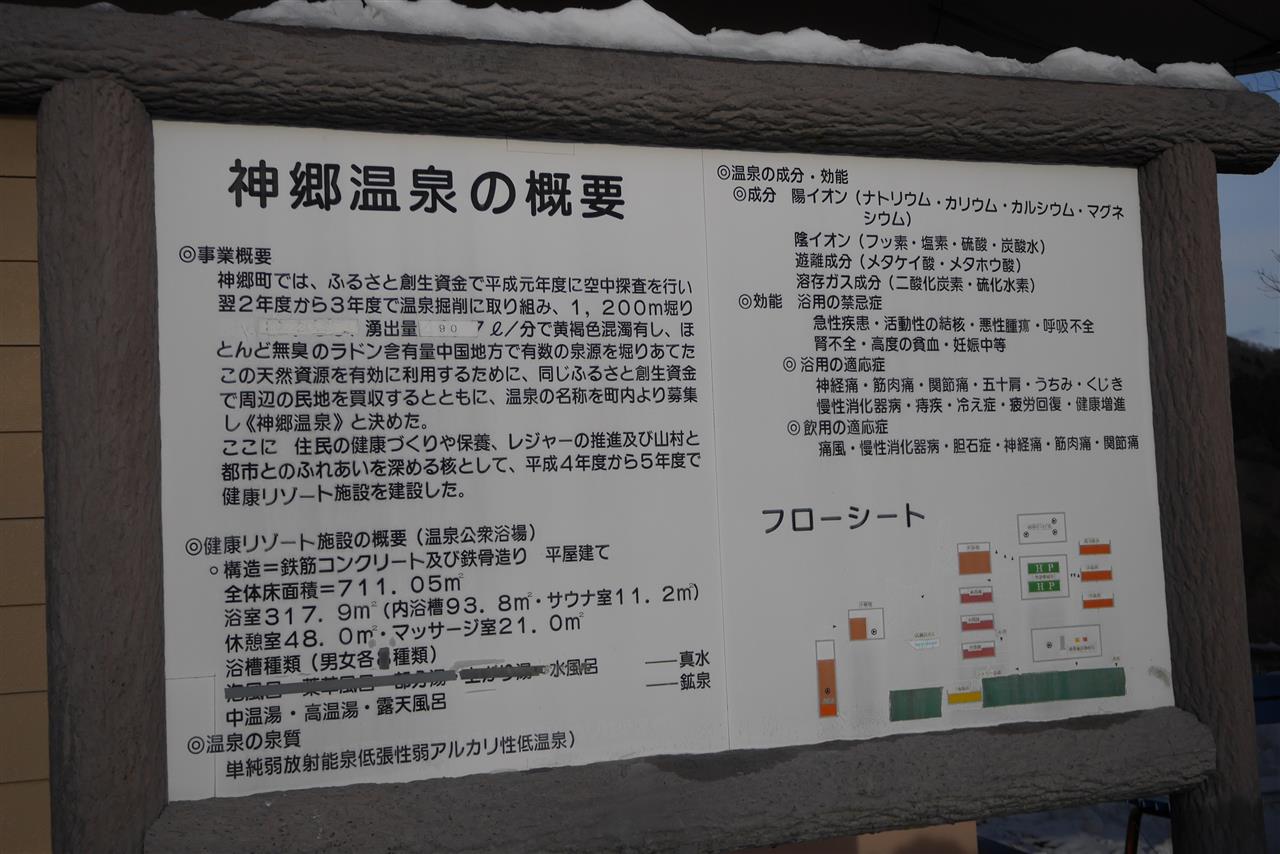 神郷温泉の概要
◎事業概要
神郷町では、ふるさと創生資金で平成元年度に空中探査を行い
翌2年度から3年度で温泉掘削に取り組み、1,200m堀り
湧出量 90 ℓ/分で黄褐色混濁有し、ほ
とんど無臭のラドン含有量中国地方で有数の泉源を堀りあてた
この天然資源を有効に利用するために、同じふるさと創生資金
で周辺の民地を買収するとともに、温泉の名称を町内より募集
し《神郷温泉》と決めた。
ここに 住民の健康づくりや保養、レジャーの推進及び山村と
都市とのふれあいを深める核として、平成4年度から5年度で
健康リゾート施設を建設した。
◎健康リゾート施設の概要(温泉公衆浴場)
○構造=鉄筋コンクリート及び鉄骨造り 平屋建て
全体床面積=711.05㎡
浴室317.9㎡(内浴槽93.8㎡・サウナ室11.2㎡)
休憩室48.0㎡・マッサージ室21.0㎡
浴槽種類(男女各 種類)
水風呂 ――真水
中温湯・高温湯・露天風呂 ――鉱泉
◎温泉の泉質
単純弱放射能泉低張性弱アルカリ性低温泉)
◎温泉の成分・効能
◎成分 陽イオン(ナトリウム・カリウム・カルシウム・マグネ
シウム)
陰イオン(フッ素・塩素・硫酸・炭酸水)
遊離成分(メタケイ酸・メタホウ酸)
溶存ガス成分(二酸化炭素・硫化水素)
◎効能 浴用の禁忌症
急性疾患・活動性の結核・悪性腫瘍・呼吸不全
腎不全・高度の貧血・妊娠中等
◎浴用の適応症
神経痛・筋肉痛・関節痛・五十肩・うちみ・くじき
慢性消化器病・痔疾・冷え症・疲労回復・健康増進
◎飲用の適応症
痛風・慢性消化器病・胆石症・神経痛・筋肉痛・関節痛
フローシート
HP
HP